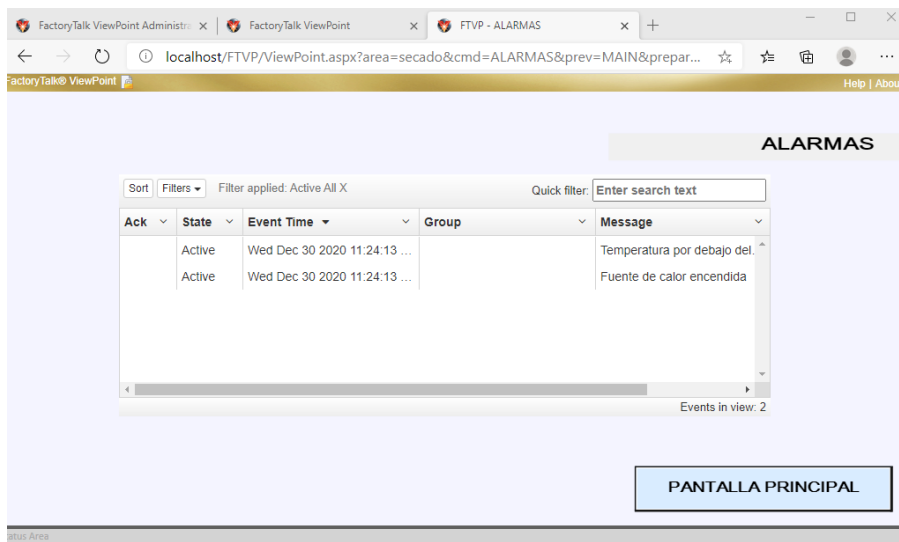 FactoryTalk ViewPoint Administra
FactoryTalk ViewPoint
FTVP - ALARMAS
localhost/FTVP/ViewPoint.aspx?area=secado&cmd=ALARMAS&prev=MAIN&prepar...
FactoryTalk® ViewPoint
Help | Abou
ALARMAS
Sort Filters Filter applied: Active All X Quick filter: Enter search text
Ack State Event Time Group Message
Active Wed Dec 30 2020 11:24:13 ... Temperatura por debajo del.
Active Wed Dec 30 2020 11:24:13 ... Fuente de calor encendida
Events in view: 2
PANTALLA PRINCIPAL
tatus Area